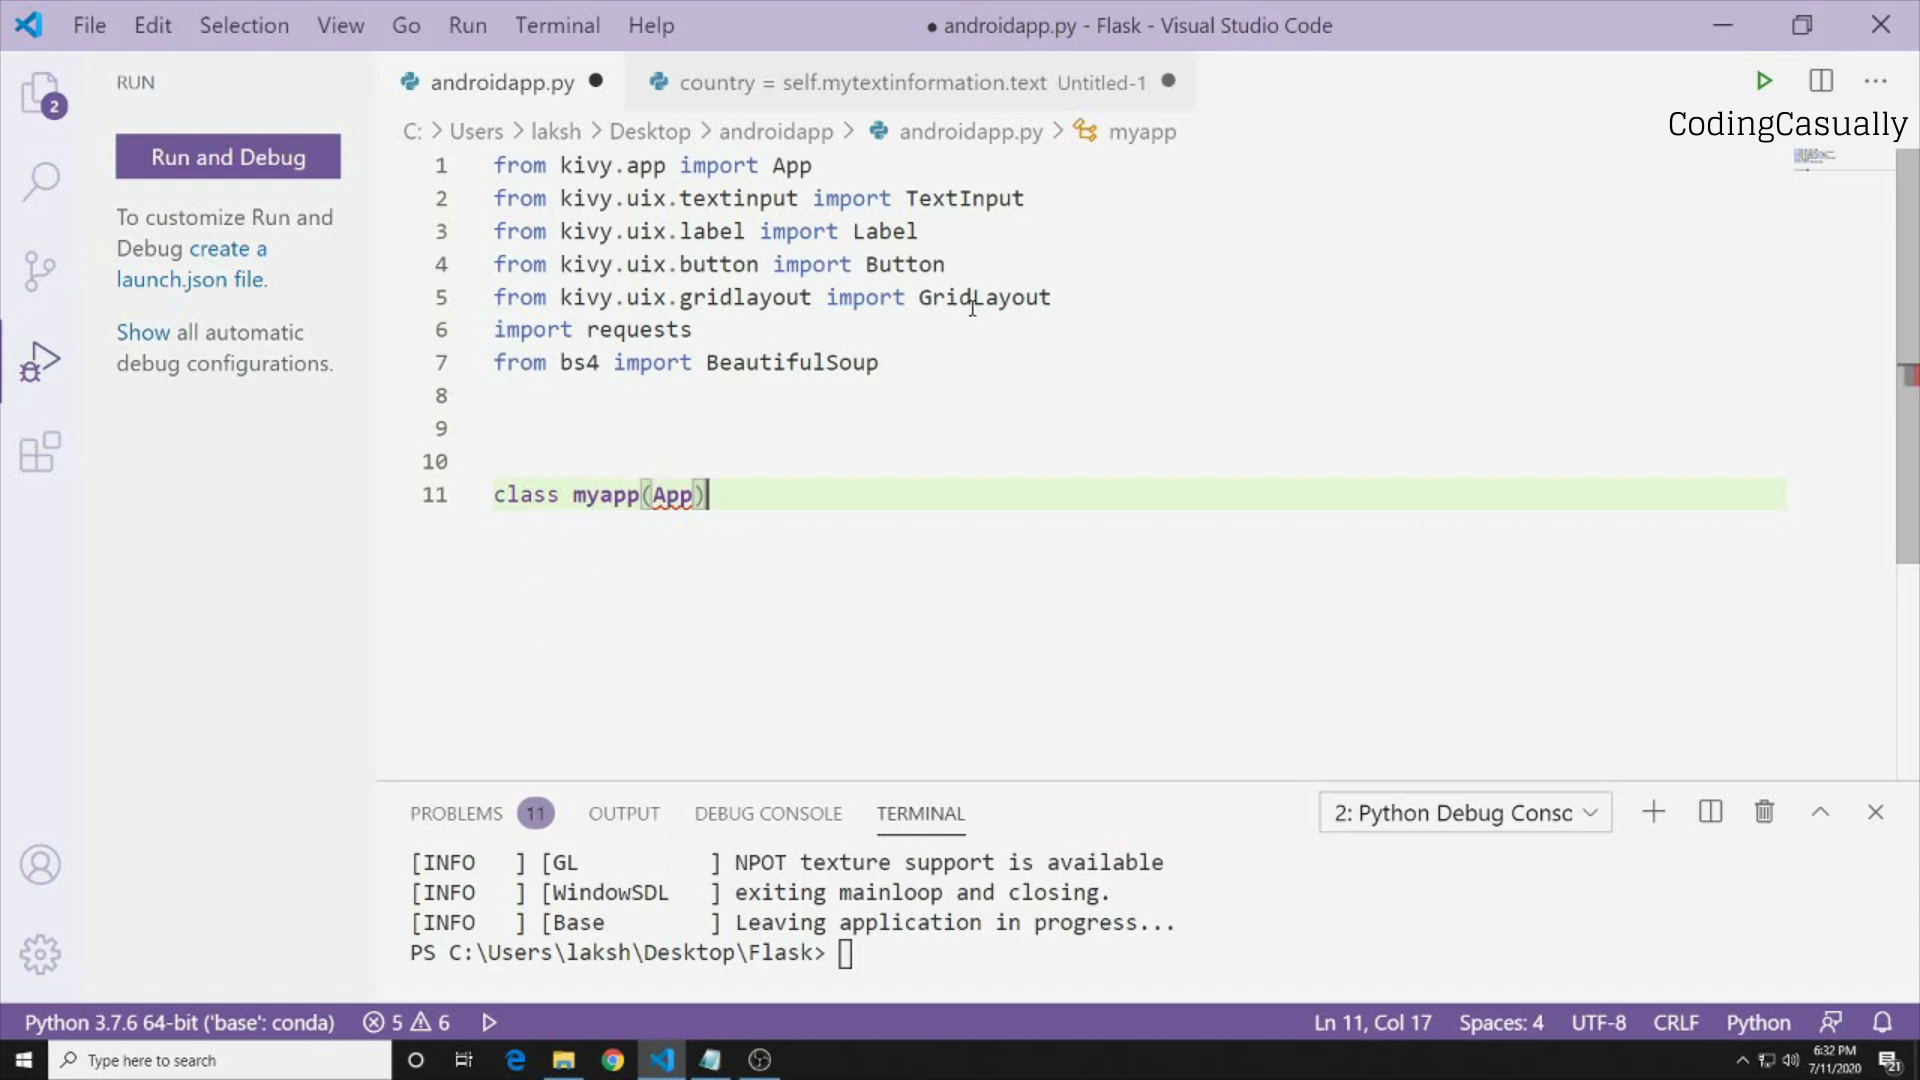 File Edit Selection View Go Run Terminal Help ● androidapp.py - Flask - Visual Studio Code
RUN
androidapp.py ● country = self.mytextinformation.text Untitled-1 ●
CodingCasually
2
C: > Users > laksh > Desktop > androidapp > androidapp.py > myapp
Run and Debug
To customize Run and
Debug create a
launch.json file.
Show all automatic
debug configurations.
1 from kivy.app import App
2 from kivy.uix.textinput import TextInput
3 from kivy.uix.label import Label
4 from kivy.uix.button import Button
5 from kivy.uix.gridlayout import GridLayout
6 import requests
7 from bs4 import BeautifulSoup
8
9
10
11 class myapp(App)
PROBLEMS 11 OUTPUT DEBUG CONSOLE TERMINAL 2: Python Debug Consc
[INFO   ] [GL          ] NPOT texture support is available
[INFO   ] [WindowSDL   ] exiting mainloop and closing.
[INFO   ] [Base        ] Leaving application in progress...
PS C:\Users\laksh\Desktop\Flask>
Python 3.7.6 64-bit ('base': conda) 5 6 Ln 11, Col 17 Spaces: 4 UTF-8 CRLF Python
Type here to search
6:32 PM
7/11/2020
21